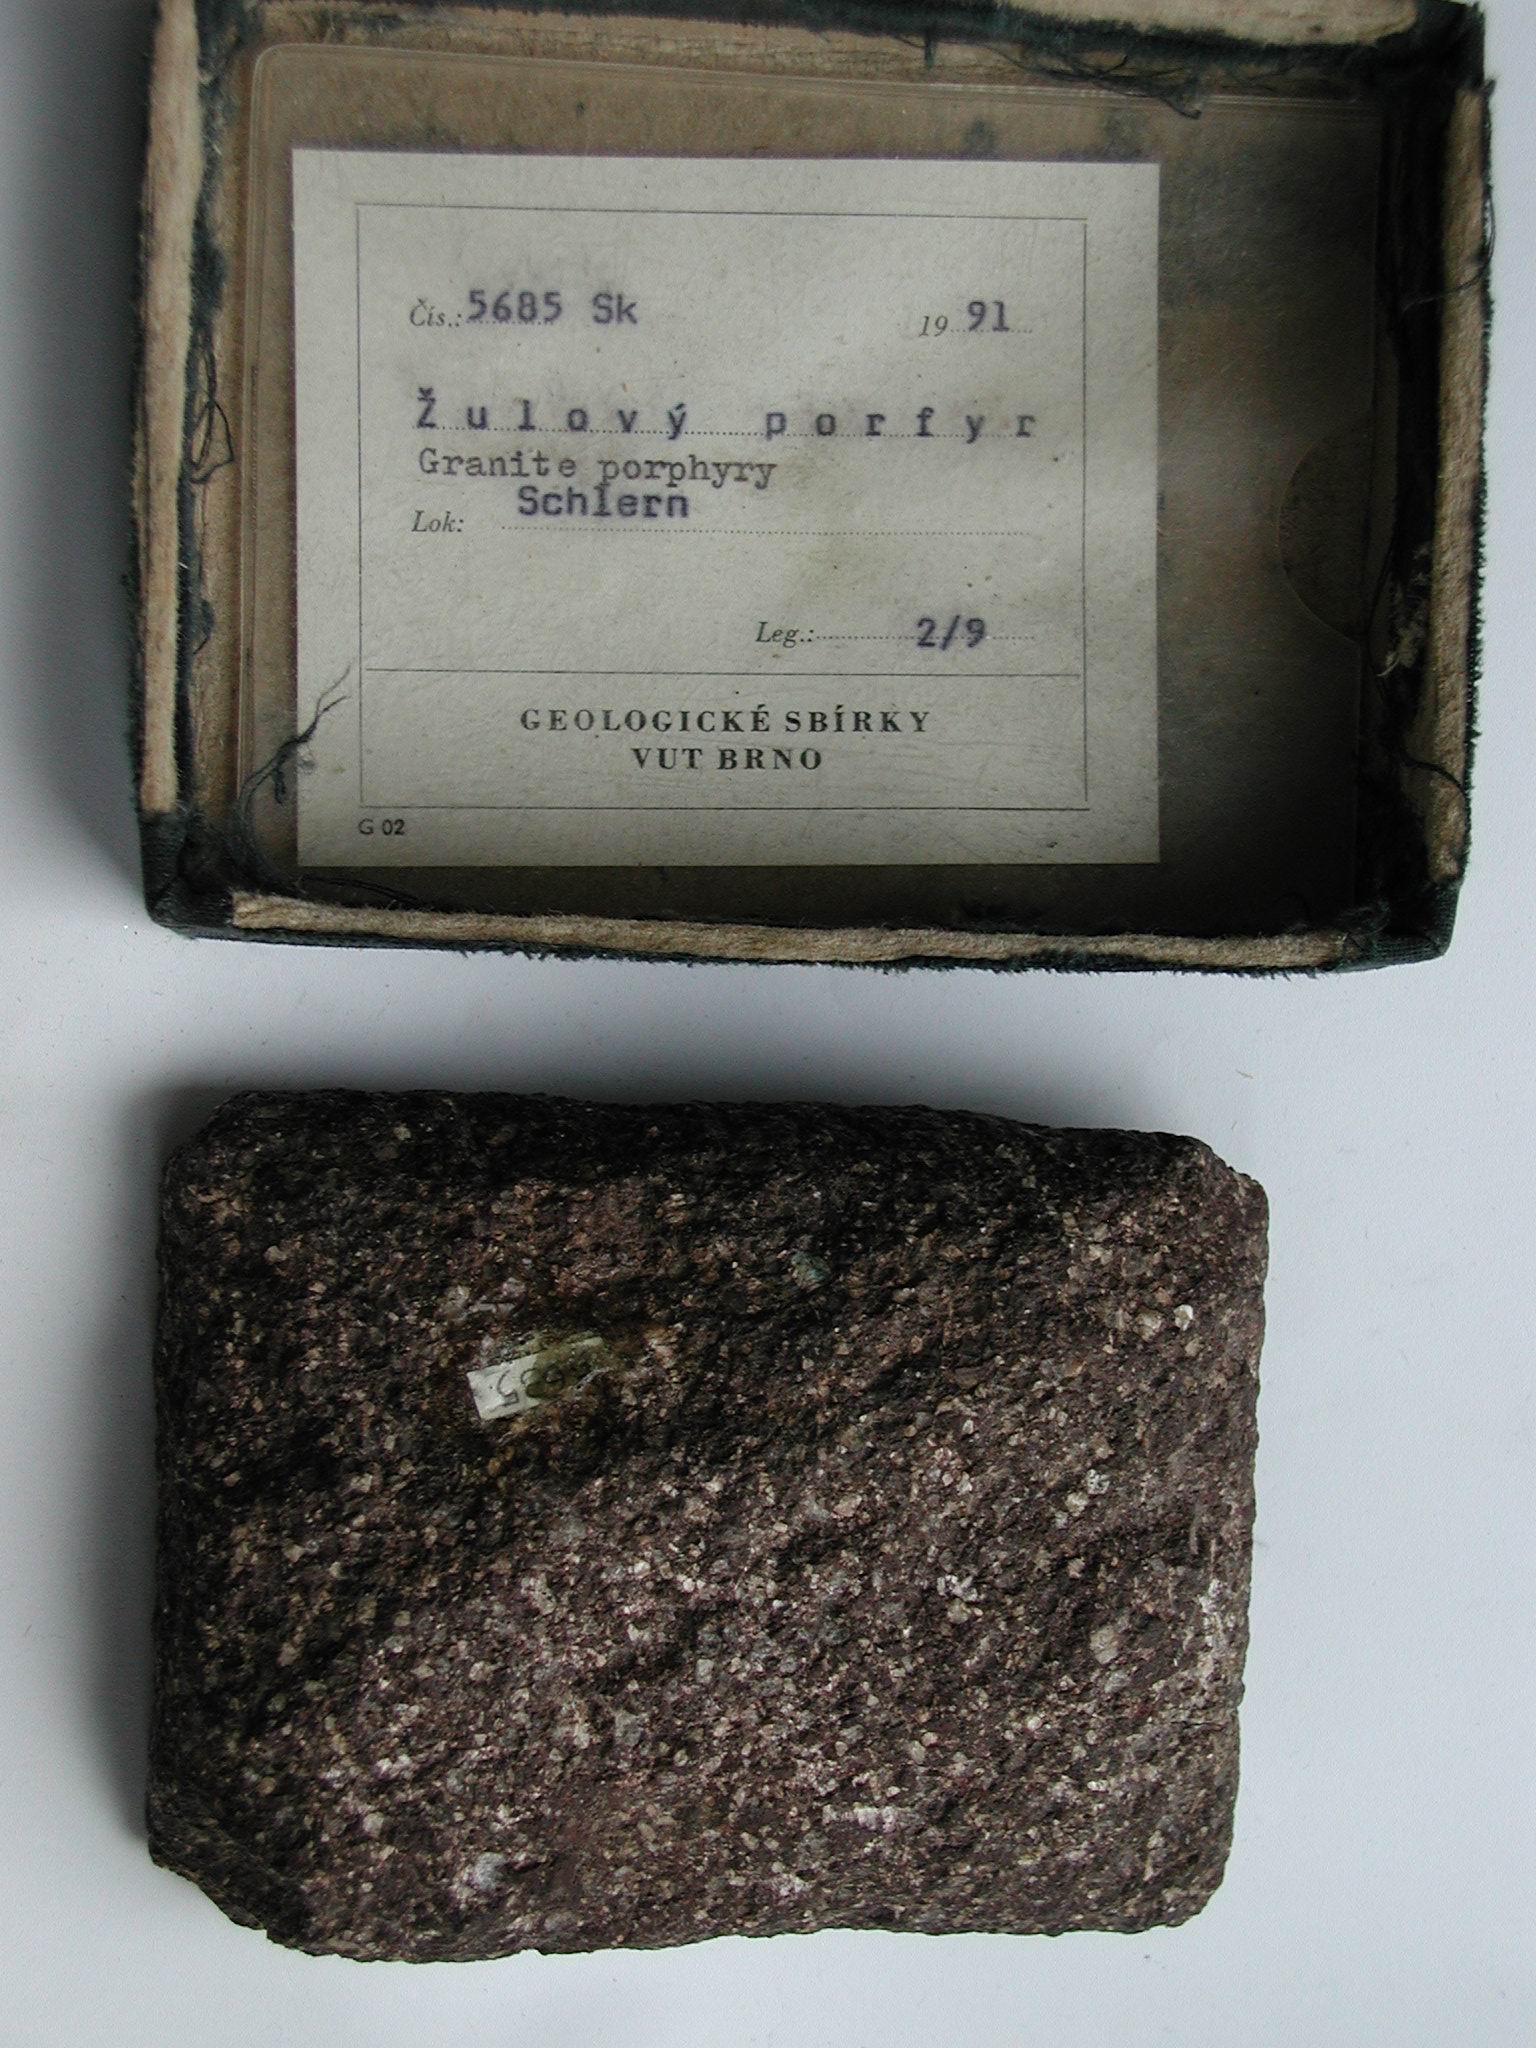 Čís.: 5685 Sk 19 91
Žulový porfyr
Granite porphyry
Lok: Schlern
Leg.: 2/9
GEOLOGICKÉ SBÍRKY
VUT BRNO
G 02